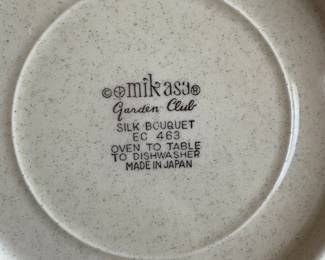 ©⊕mikasa®
Garden Club
SILK BOUQUET
EC 463
OVEN TO TABLE
TO DISHWASHER
MADE IN JAPAN